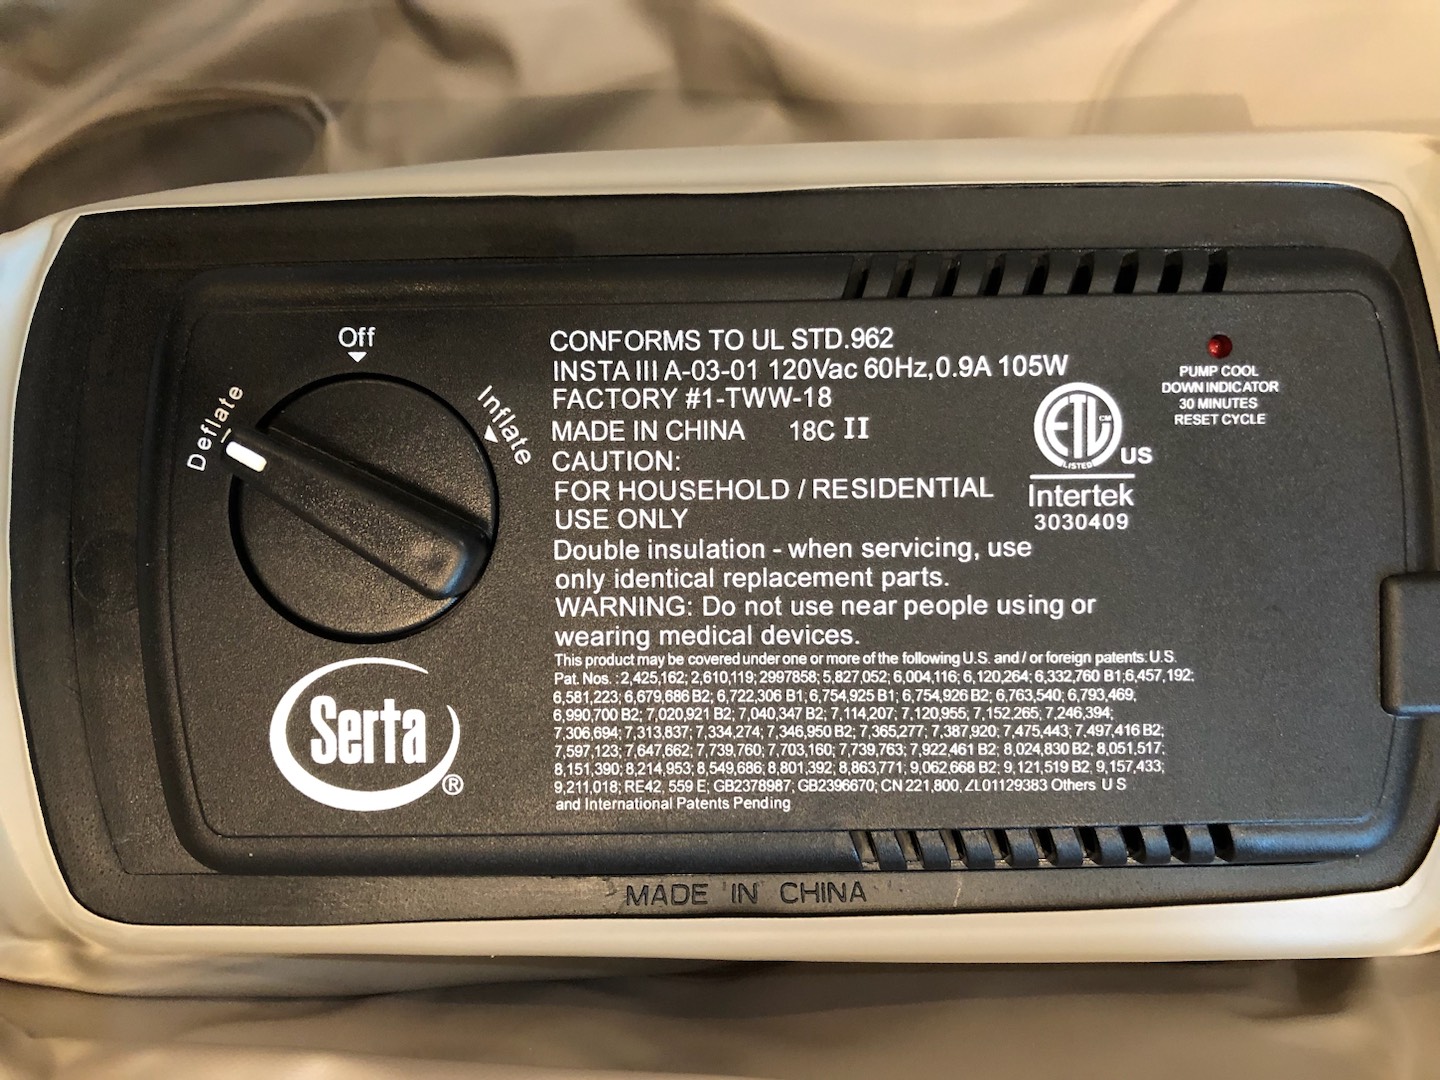 Off
Deflate
Inflate
CONFORMS TO UL STD.962
INSTA III A-03-01 120Vac 60Hz,0.9A 105W
FACTORY #1-TWW-18
MADE IN CHINA 18C II
CAUTION:
FOR HOUSEHOLD / RESIDENTIAL
USE ONLY
Double insulation - when servicing, use
only identical replacement parts.
WARNING: Do not use near people using or
wearing medical devices.
This product may be covered under one or more of the following U.S. and / or foreign patents: U.S.
Pat. Nos. : 2,425,162; 2,610,119; 2997858; 5,827,052; 6,004,116; 6,120,264; 6,332,760 B1;6,457,192;
6,581,223; 6,679,686 B2; 6,722,306 B1; 6,754,925 B1; 6,754,926 B2; 6,763,540; 6,793,469,
6,990,700 B2; 7,020,921 B2; 7,040,347 B2; 7,114,207; 7,120,955; 7,152,265; 7,246,394;
7,306,694; 7,313,837; 7,334,274; 7,346,950 B2; 7,365,277; 7,387,920; 7,475,443; 7,497,416 B2;
7,597,123; 7,647,662; 7,739,760; 7,703,160; 7,739,763; 7,922,461 B2; 8,024,830 B2; 8,051,517;
8,151,390; 8,214,953; 8,549,686; 8,801,392; 8,863,771; 9,062,668 B2; 9,121,519 B2, 9,157,433;
9,211,018; RE42, 559 E; GB2378987; GB2396670; CN 221,800, ZL01129383 Others U S
and International Patents Pending
PUMP COOL
DOWN INDICATOR
30 MINUTES
RESET CYCLE
ETL CM
LISTED
US
Intertek
3030409
Serta®
MADE IN CHINA